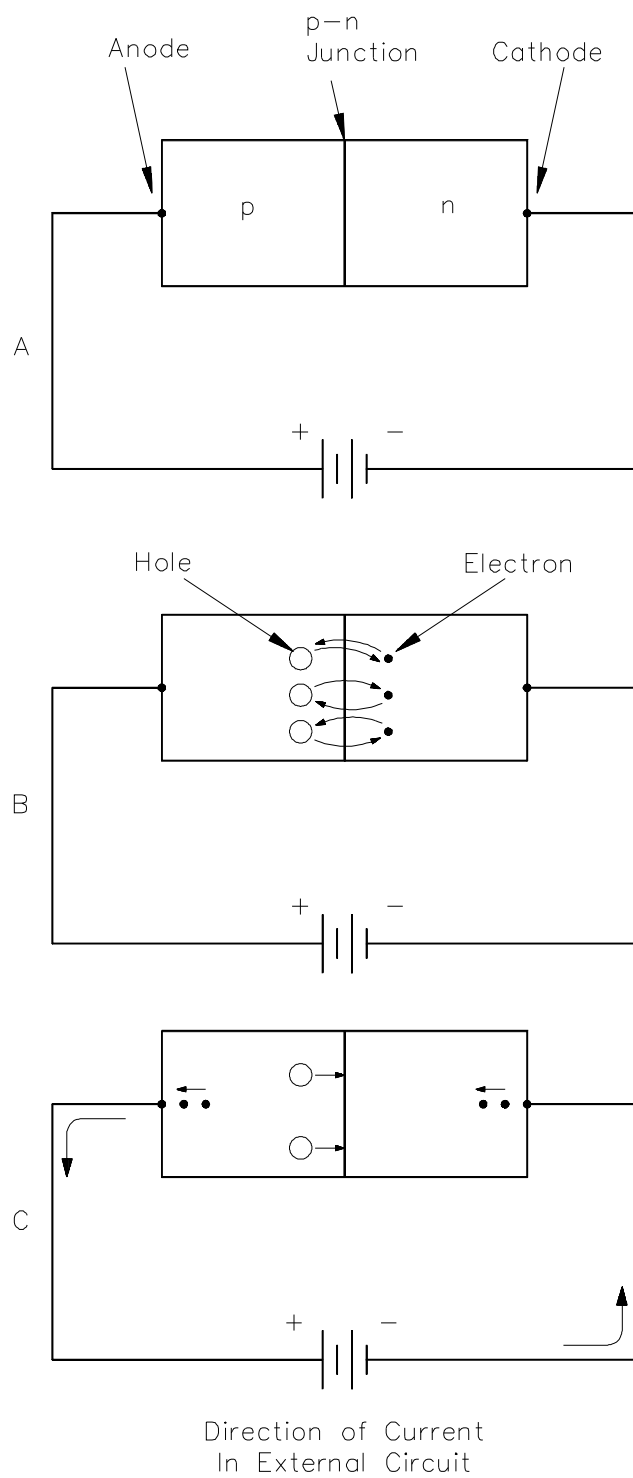 p-n
Anode
Junction
Cathode
p
n
A
+
-
Hole
Electron
B
+
-
C
+
-
Direction of Current
In External Circuit